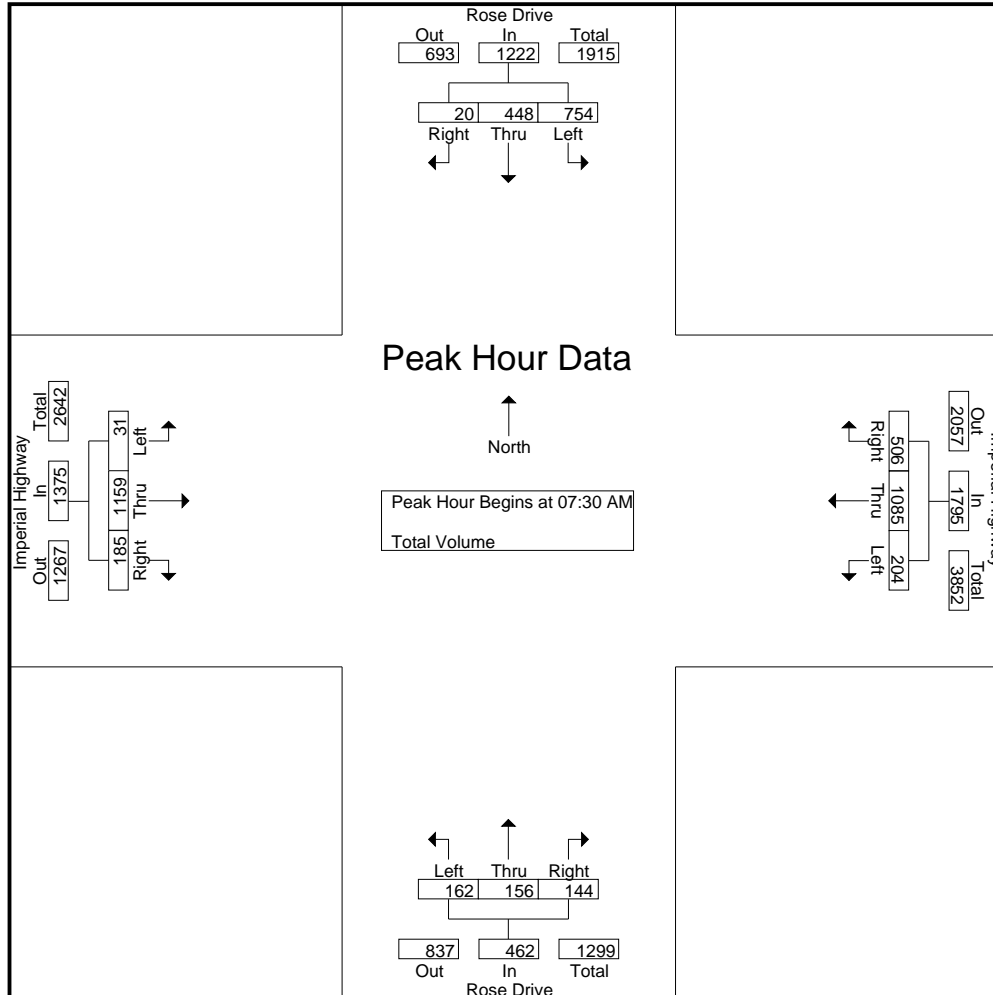 Rose Drive
Out In Total
693 1222 1915
20 448 754
Right Thru Left
Peak Hour Data
North
Peak Hour Begins at 07:30 AM
Total Volume
Imperial Highway
Total In Out
2642 1375 1267
31 1159 185
Left Thru Right
Out In Total
2057 1795 3852
506 1085 204
Right Thru Left
Left Thru Right
162 156 144
837 462 1299
Out In Total
Rose Drive